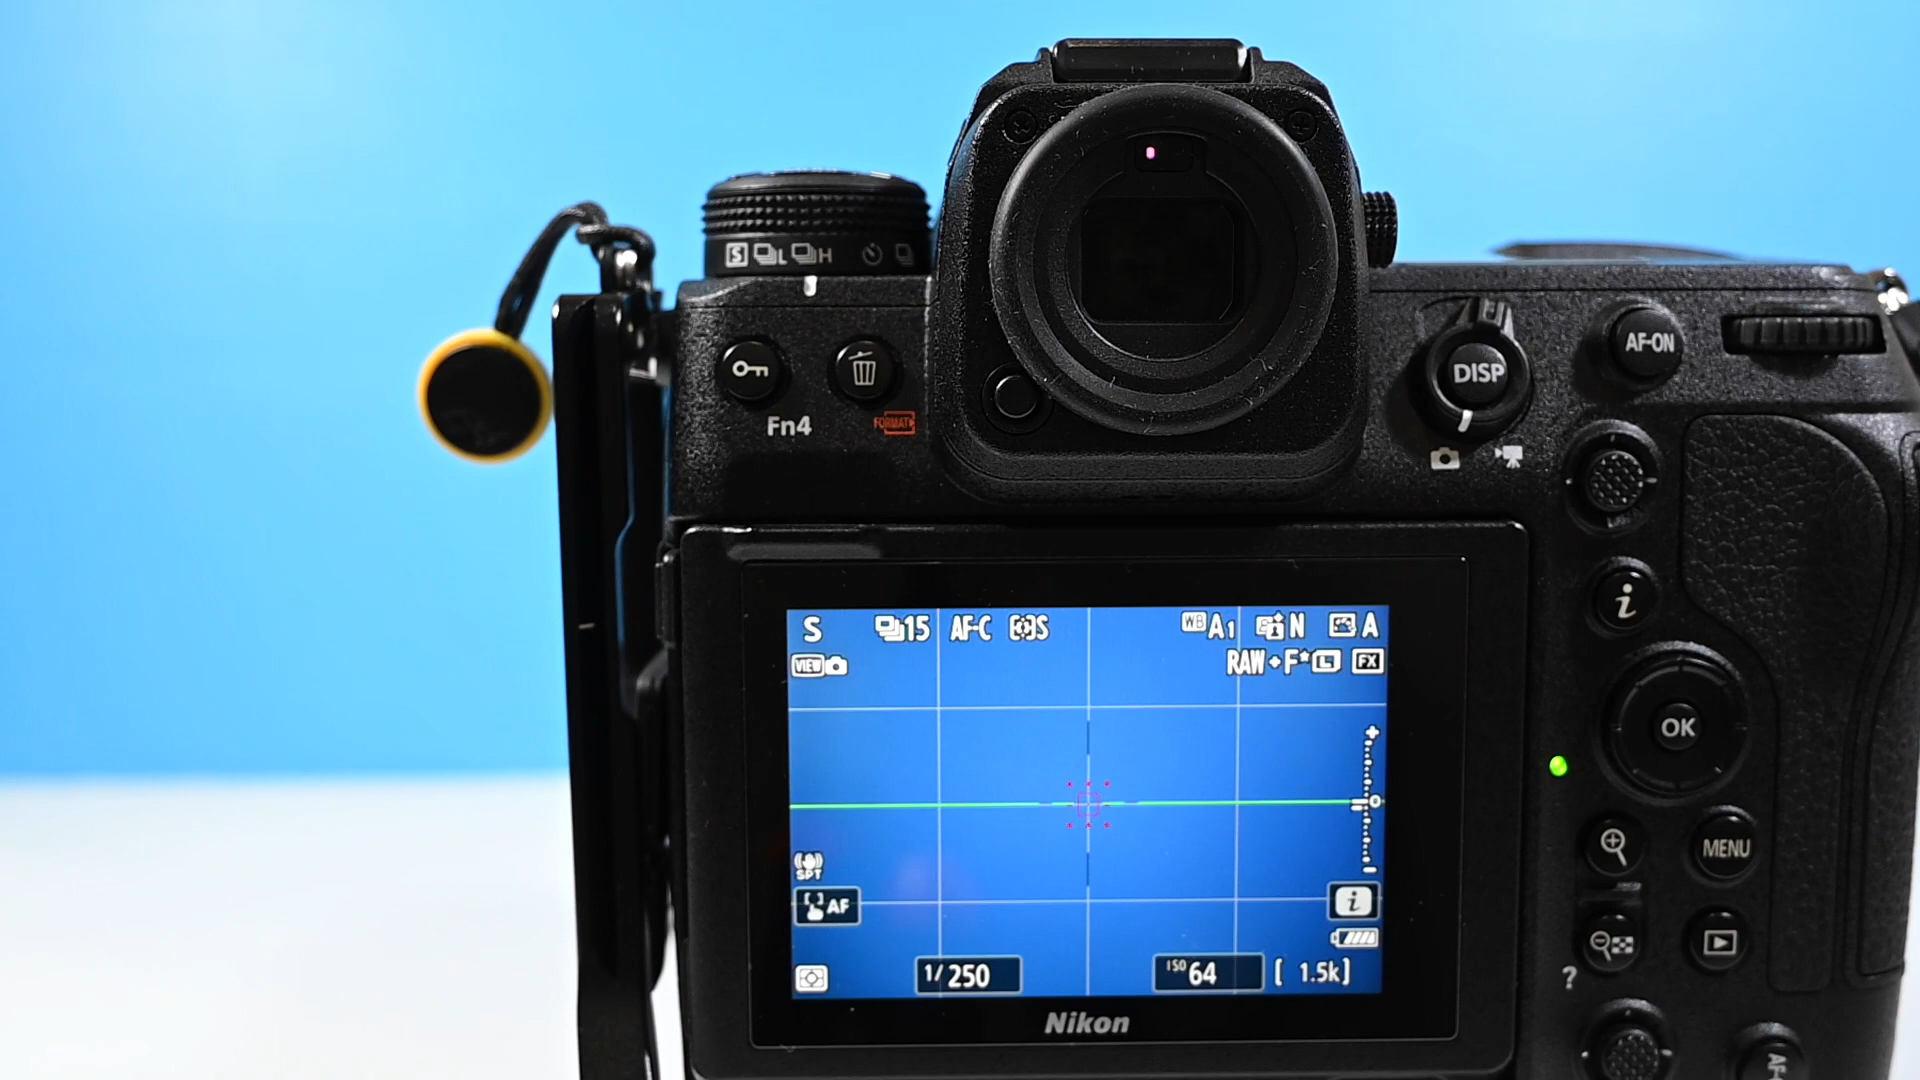 S L H
Fn4
FORMAT
DISP
AF-ON
i
S 15 AF-C S WB A1 N A
VIEW RAW+F★ L FX
OK
SPT
AF
i
MENU
1/250 ISO 64 [ 1.5k]
?
Nikon